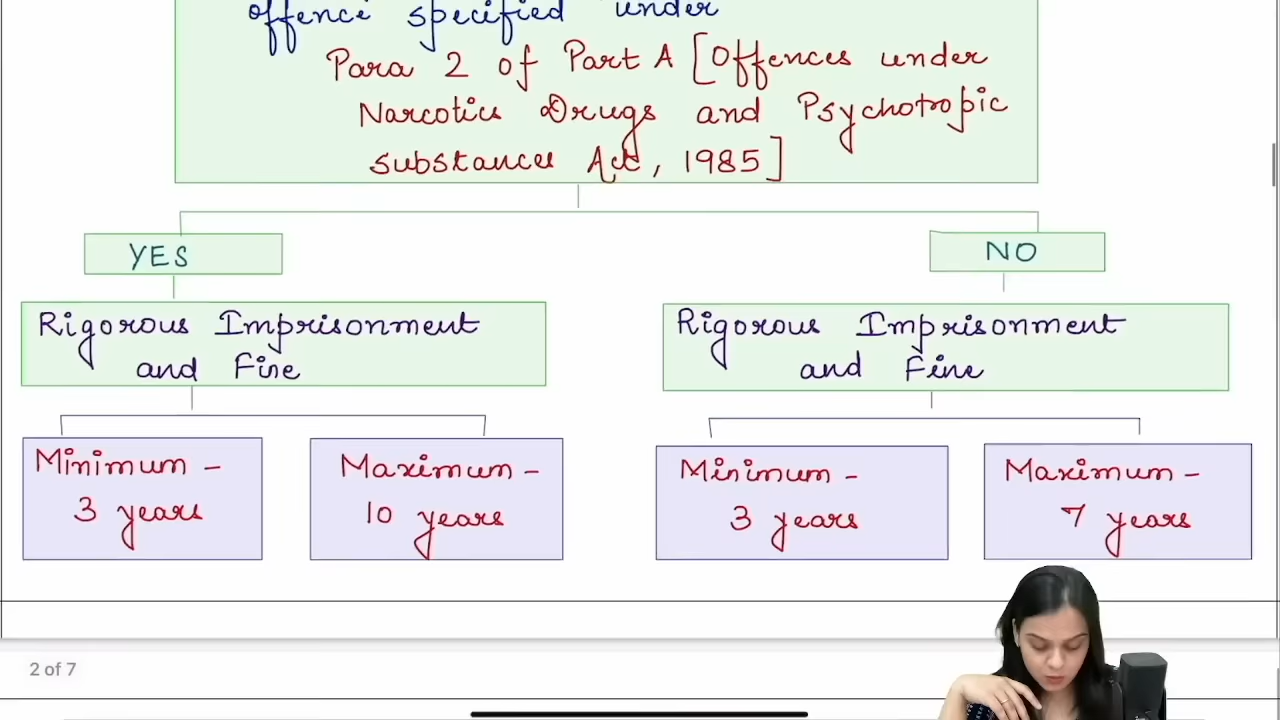 offence specified under
Para 2 of Part A [Offences under
Narcotics Drugs and Psychotropic
substances Act, 1985]
YES
NO
Rigorous Imprisonment
and Fine
Rigorous Imprisonment
and Fine
Minimum -
3 years
Maximum -
10 years
Minimum -
3 years
Maximum -
7 years
2 of 7